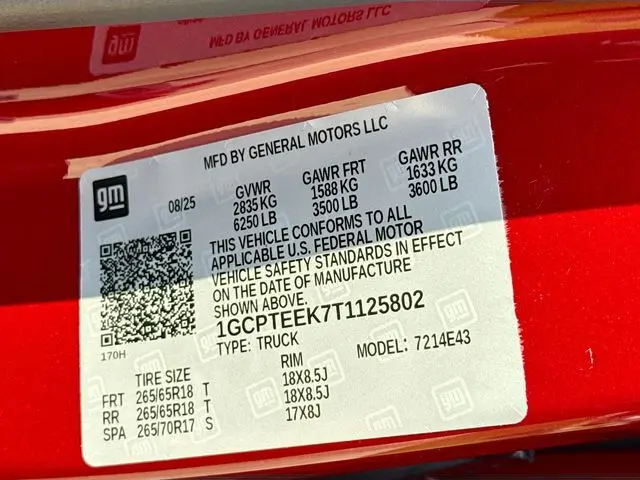 MFD BY GENERAL MOTORS LLC
gm
08/25
GVWR
2835 KG
6250 LB
GAWR FRT
1588 KG
3500 LB
GAWR RR
1633 KG
3600 LB
THIS VEHICLE CONFORMS TO ALL
APPLICABLE U.S. FEDERAL MOTOR
VEHICLE SAFETY STANDARDS IN EFFECT
ON THE DATE OF MANUFACTURE
SHOWN ABOVE.
1GCPTEEK7T1125802
TYPE: TRUCK MODEL: 7214E43
170H
TIRE SIZE RIM
FRT 265/65R18 T 18X8.5J
RR 265/65R18 T 18X8.5J
SPA 265/70R17 S 17X8J